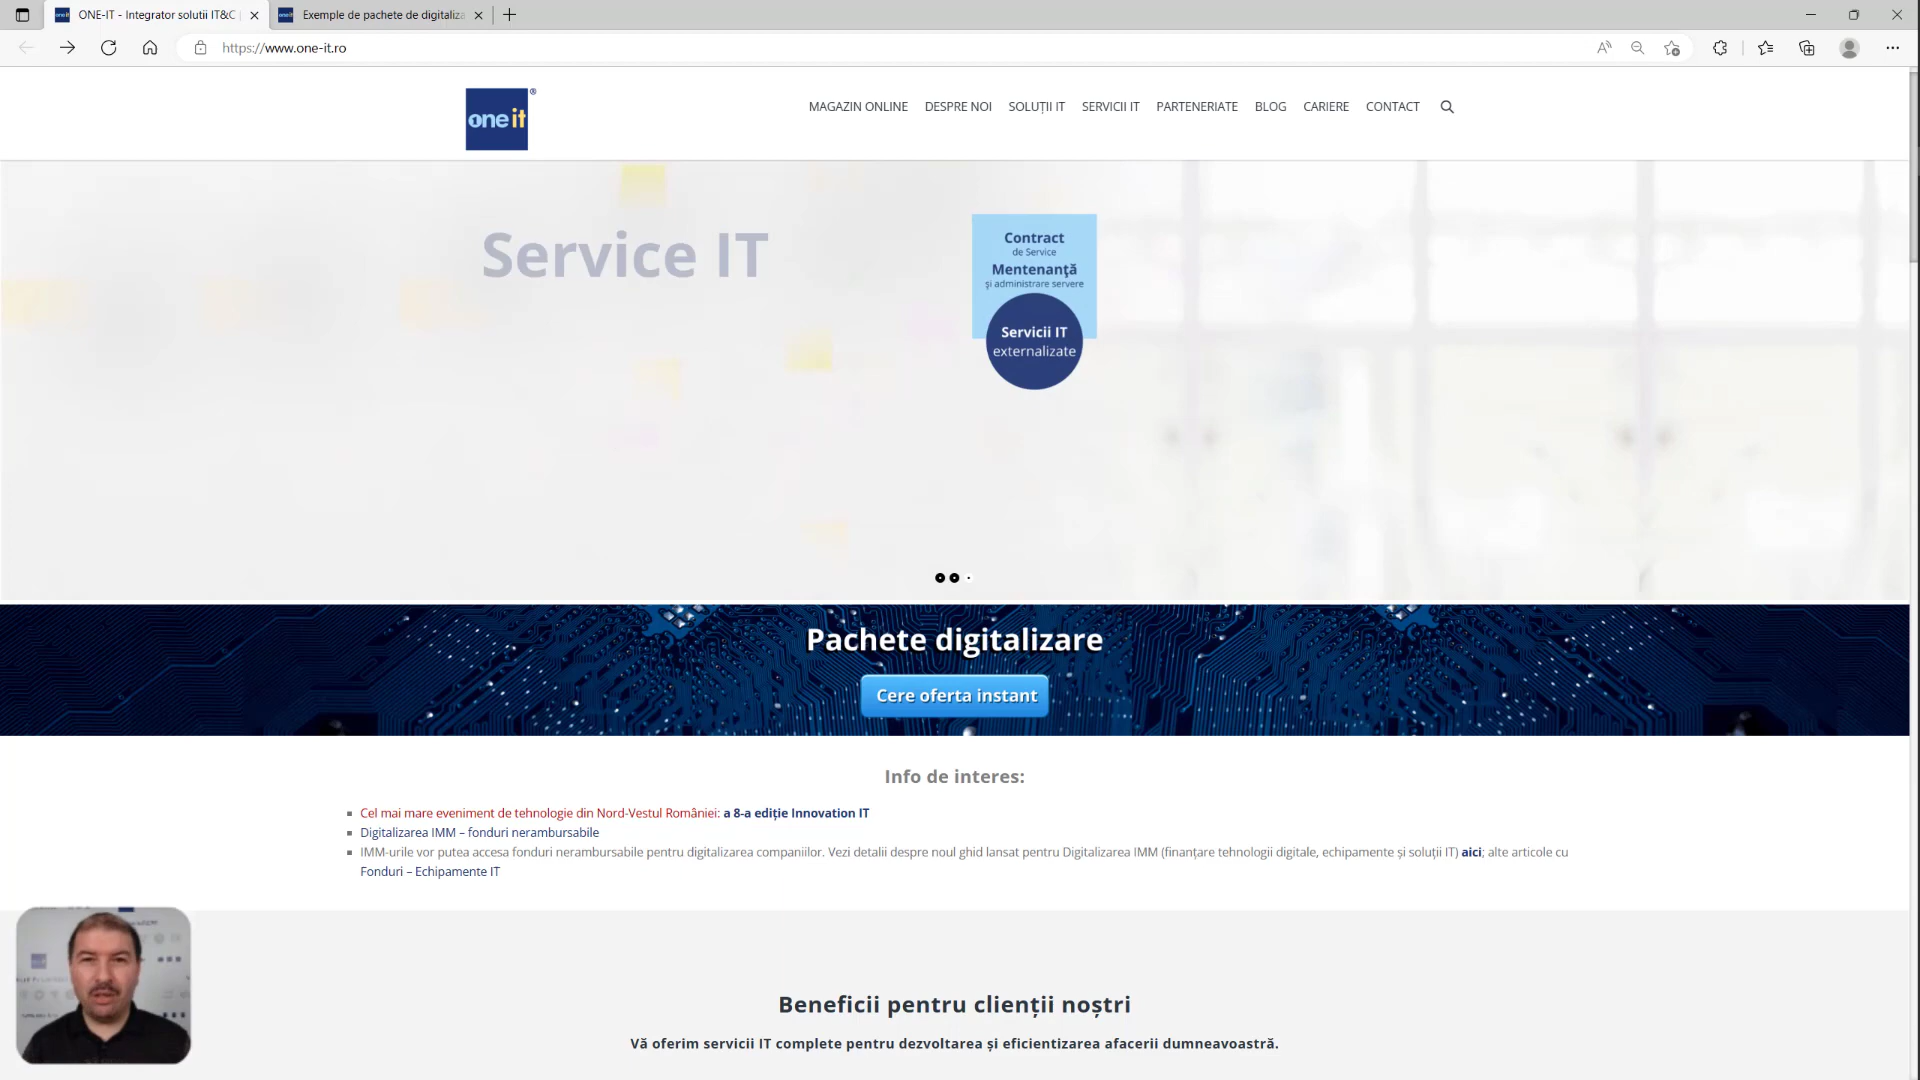 ONE-IT - Integrator solutii IT&C
Exemple de pachete de digitaliza
https://www.one-it.ro
one it ®
MAGAZIN ONLINE DESPRE NOI SOLUȚII IT SERVICII IT PARTENERIATE BLOG CARIERE CONTACT
Service IT
Contract
de Service
Mentenanţă
şi administrare servere
Servicii IT
externalizate
Pachete digitalizare
Cere oferta instant
Info de interes:
Cel mai mare eveniment de tehnologie din Nord-Vestul României: a 8-a ediție Innovation IT
Digitalizarea IMM – fonduri nerambursabile
IMM-urile vor putea accesa fonduri nerambursabile pentru digitalizarea companiilor. Vezi detalii despre noul ghid lansat pentru Digitalizarea IMM (finanțare tehnologii digitale, echipamente și soluții IT) aici; alte articole cu
Fonduri – Echipamente IT
Beneficii pentru clienții noștri
Vă oferim servicii IT complete pentru dezvoltarea și eficientizarea afacerii dumneavoastră.